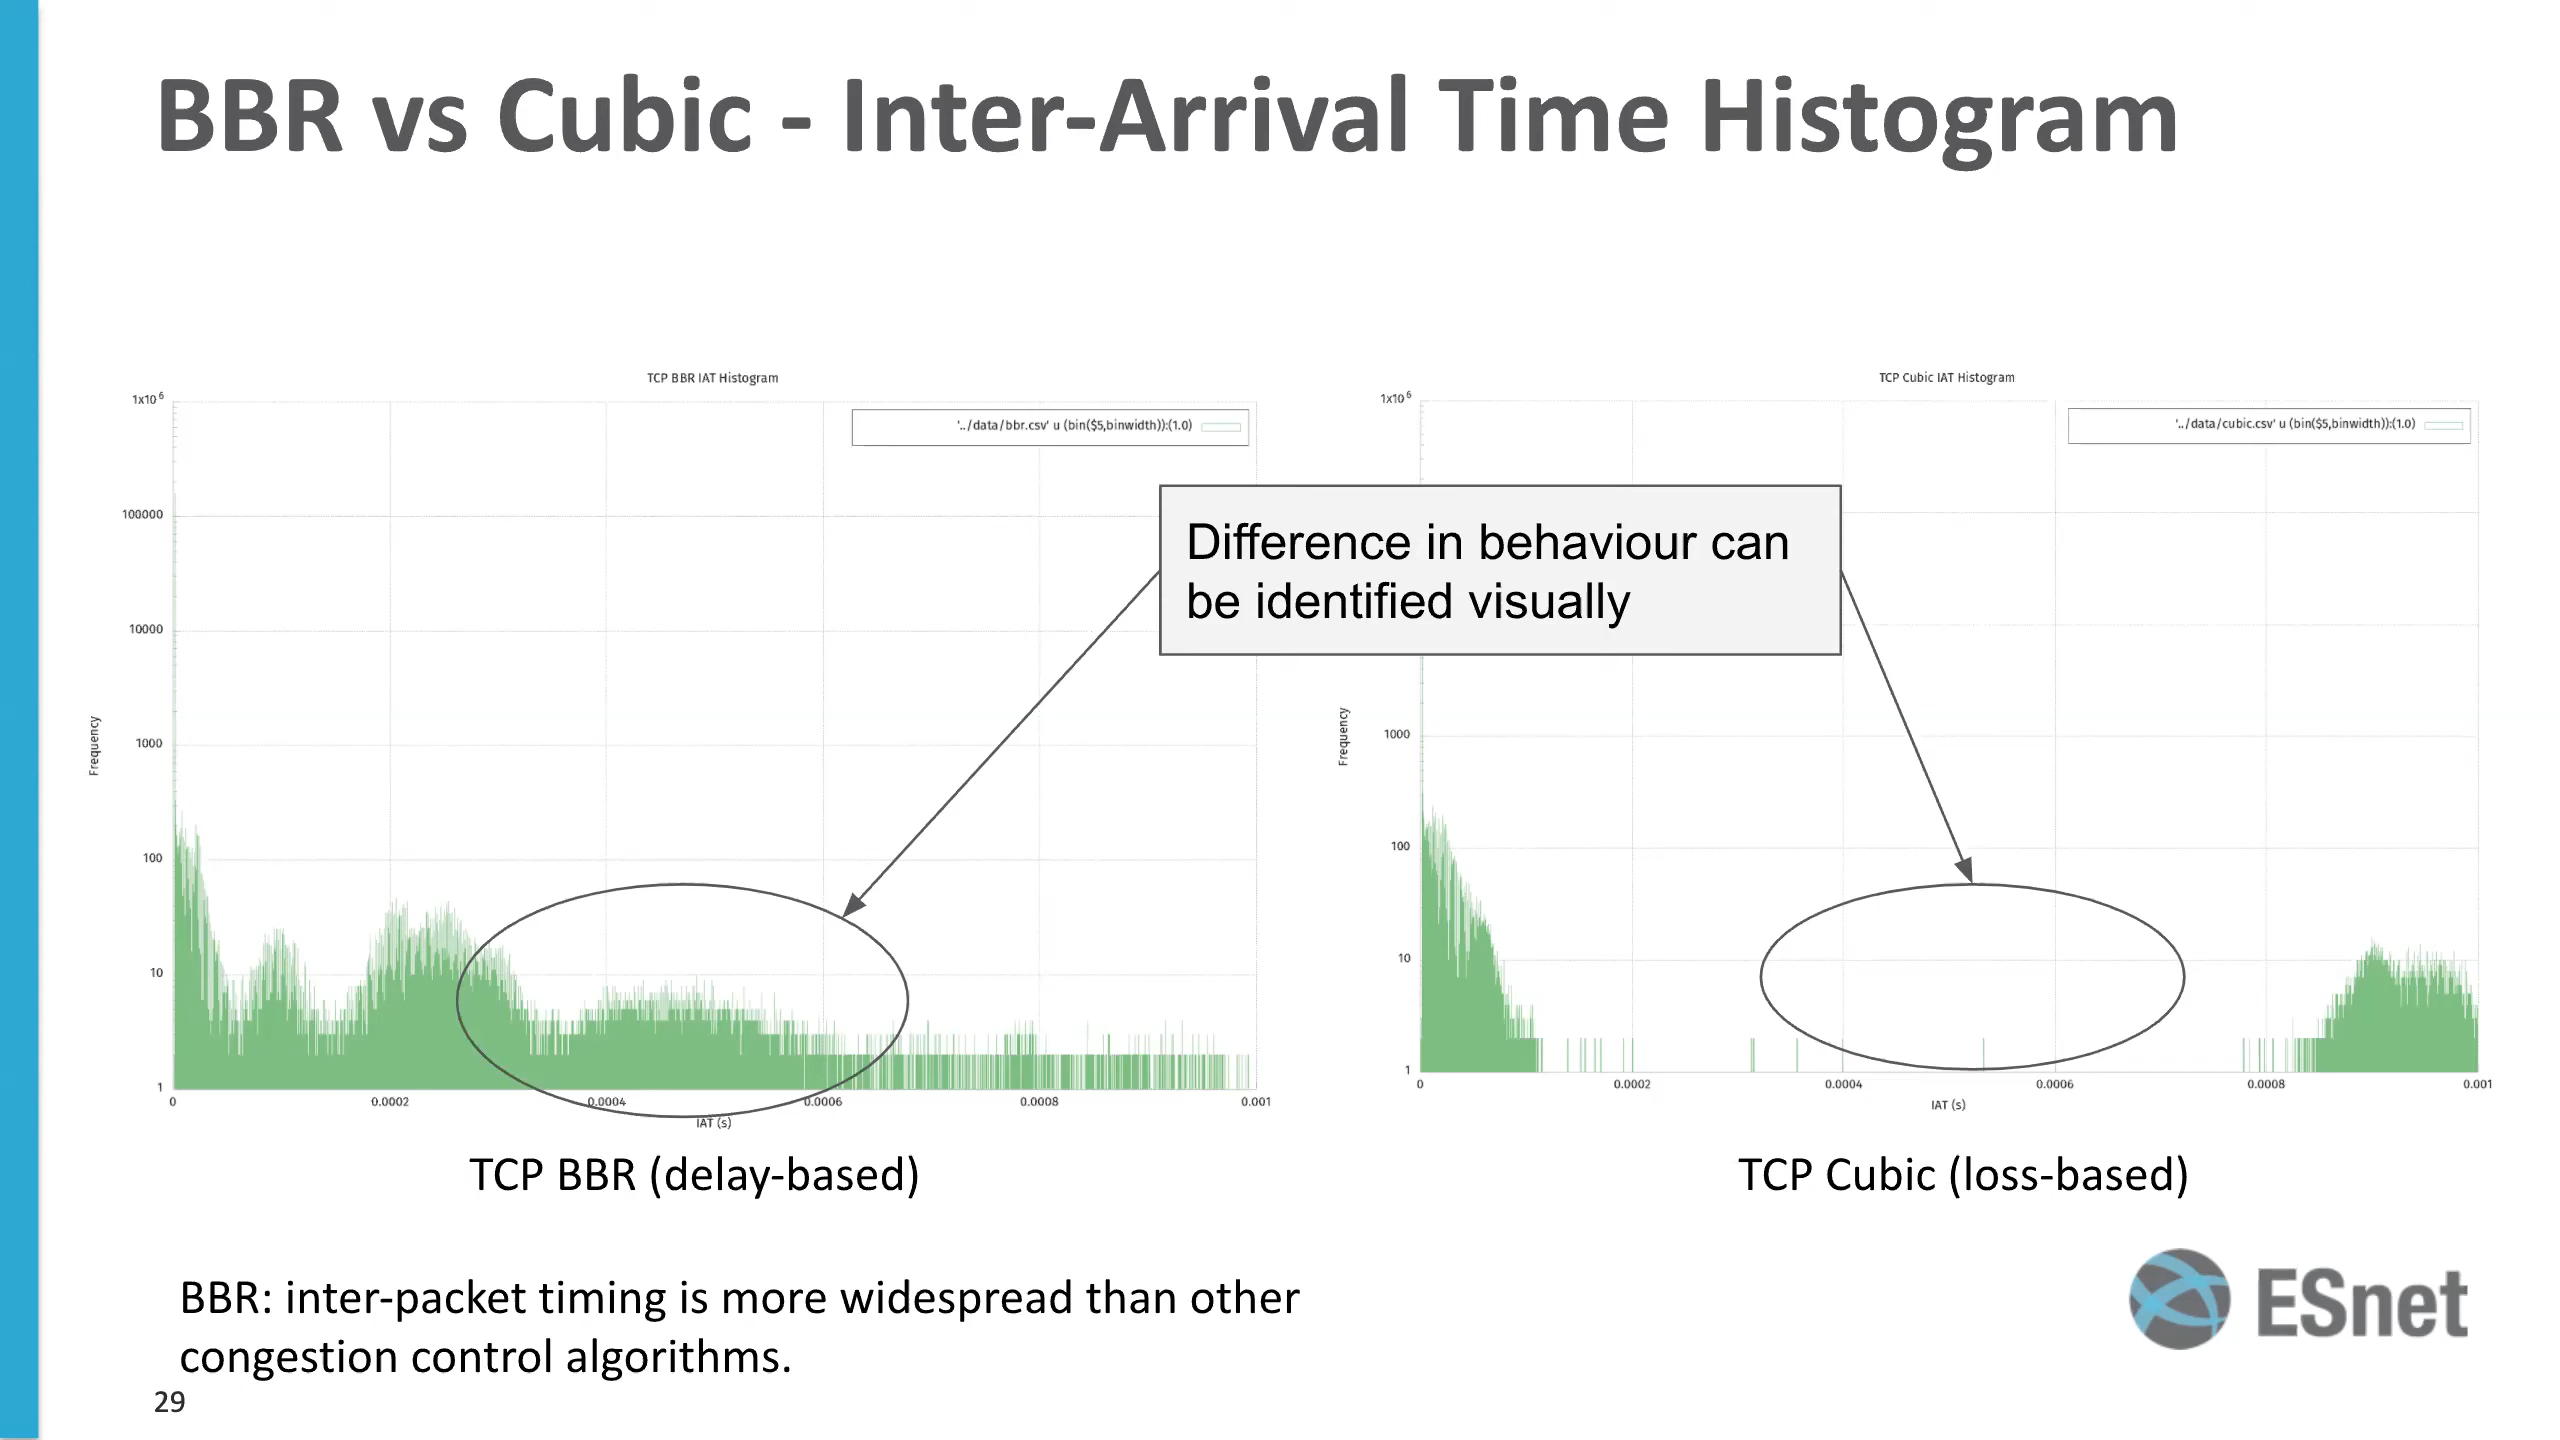 BBR vs Cubic - Inter-Arrival Time Histogram
TCP BBR IAT Histogram
'../data/bbr.csv' u (bin($5,binwidth)):(1.0)
1x10⁶
100000
10000
1000
100
10
1
Frequency
0 0.0002 0.0004 0.0006 0.0008 0.001
IAT (s)
TCP Cubic IAT Histogram
'../data/cubic.csv' u (bin($5,binwidth)):(1.0)
1x10⁶
1000
100
10
1
Frequency
0 0.0002 0.0004 0.0006 0.0008 0.001
IAT (s)
Difference in behaviour can
be identified visually
TCP BBR (delay-based)
TCP Cubic (loss-based)
BBR: inter-packet timing is more widespread than other
congestion control algorithms.
ESnet
29